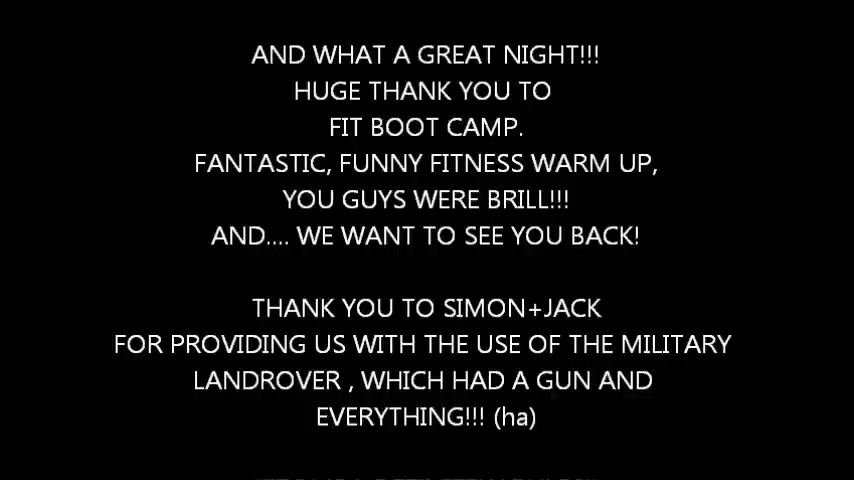 AND WHAT A GREAT NIGHT!!!
HUGE THANK YOU TO
FIT BOOT CAMP.
FANTASTIC, FUNNY FITNESS WARM UP,
YOU GUYS WERE BRILL!!!
AND.... WE WANT TO SEE YOU BACK!
THANK YOU TO SIMON+JACK
FOR PROVIDING US WITH THE USE OF THE MILITARY
LANDROVER , WHICH HAD A GUN AND
EVERYTHING!!! (ha)